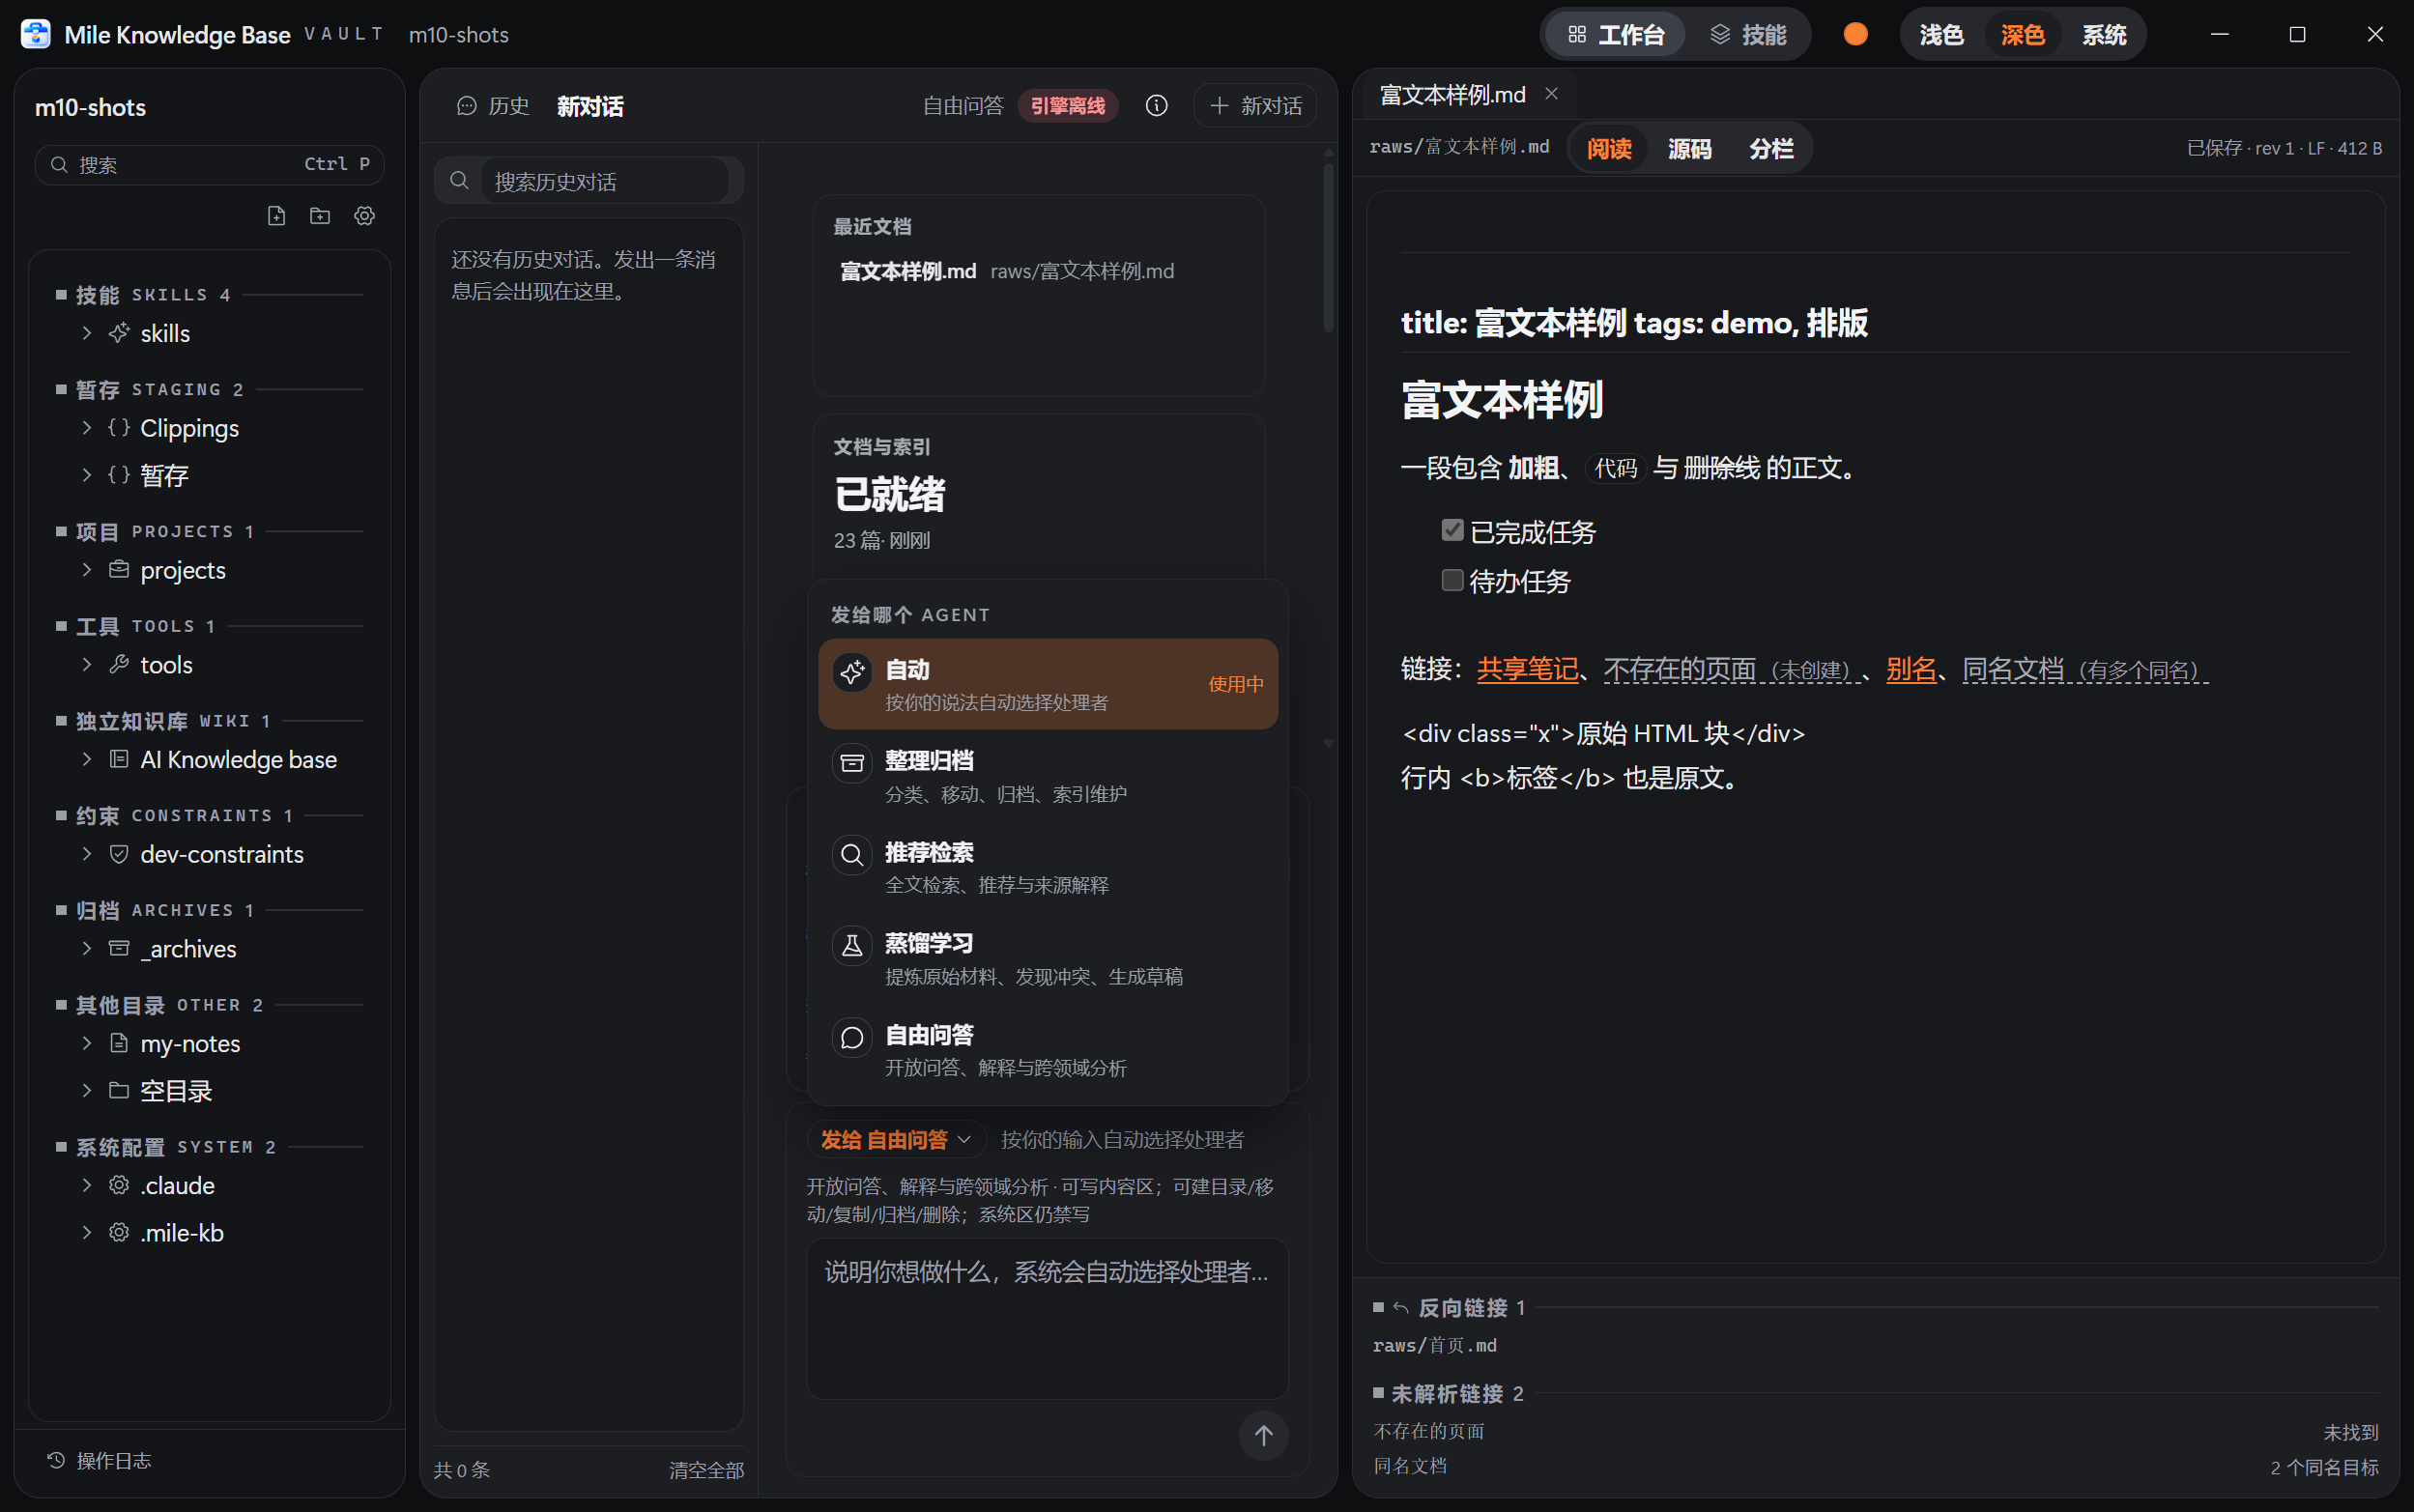 Mile Knowledge Base VAULT m10-shots
工作台 技能
浅色 深色 系统
m10-shots
搜索 Ctrl P
技能 SKILLS 4
skills
暂存 STAGING 2
Clippings
暂存
项目 PROJECTS 1
projects
工具 TOOLS 1
tools
独立知识库 WIKI 1
AI Knowledge base
约束 CONSTRAINTS 1
dev-constraints
归档 ARCHIVES 1
_archives
其他目录 OTHER 2
my-notes
空目录
系统配置 SYSTEM 2
.claude
.mile-kb
操作日志
历史 新对话
自由问答 引擎离线 新对话
搜索历史对话
还没有历史对话。发出一条消
息后会出现在这里。
共 0 条 清空全部
最近文档
富文本样例.md raws/富文本样例.md
文档与索引
已就绪
23 篇· 刚刚
发给哪个 AGENT
自动
按你的说法自动选择处理者
使用中
整理归档
分类、移动、归档、索引维护
推荐检索
全文检索、推荐与来源解释
蒸馏学习
提炼原始材料、发现冲突、生成草稿
自由问答
开放问答、解释与跨领域分析
发给 自由问答 按你的输入自动选择处理者
开放问答、解释与跨领域分析 · 可写内容区；可建目录/移
动/复制/归档/删除；系统区仍禁写
说明你想做什么，系统会自动选择处理者...
富文本样例.md
raws/富文本样例.md 阅读 源码 分栏
已保存 · rev 1 · LF · 412 B
title: 富文本样例 tags: demo, 排版
富文本样例
一段包含 加粗、 代码 与 删除线 的正文。
已完成任务
待办任务
链接：共享笔记、不存在的页面（未创建）、别名、同名文档（有多个同名）
<div class="x">原始 HTML 块</div>
行内 <b>标签</b> 也是原文。
反向链接 1
raws/首页.md
未解析链接 2
不存在的页面 未找到
同名文档 2 个同名目标